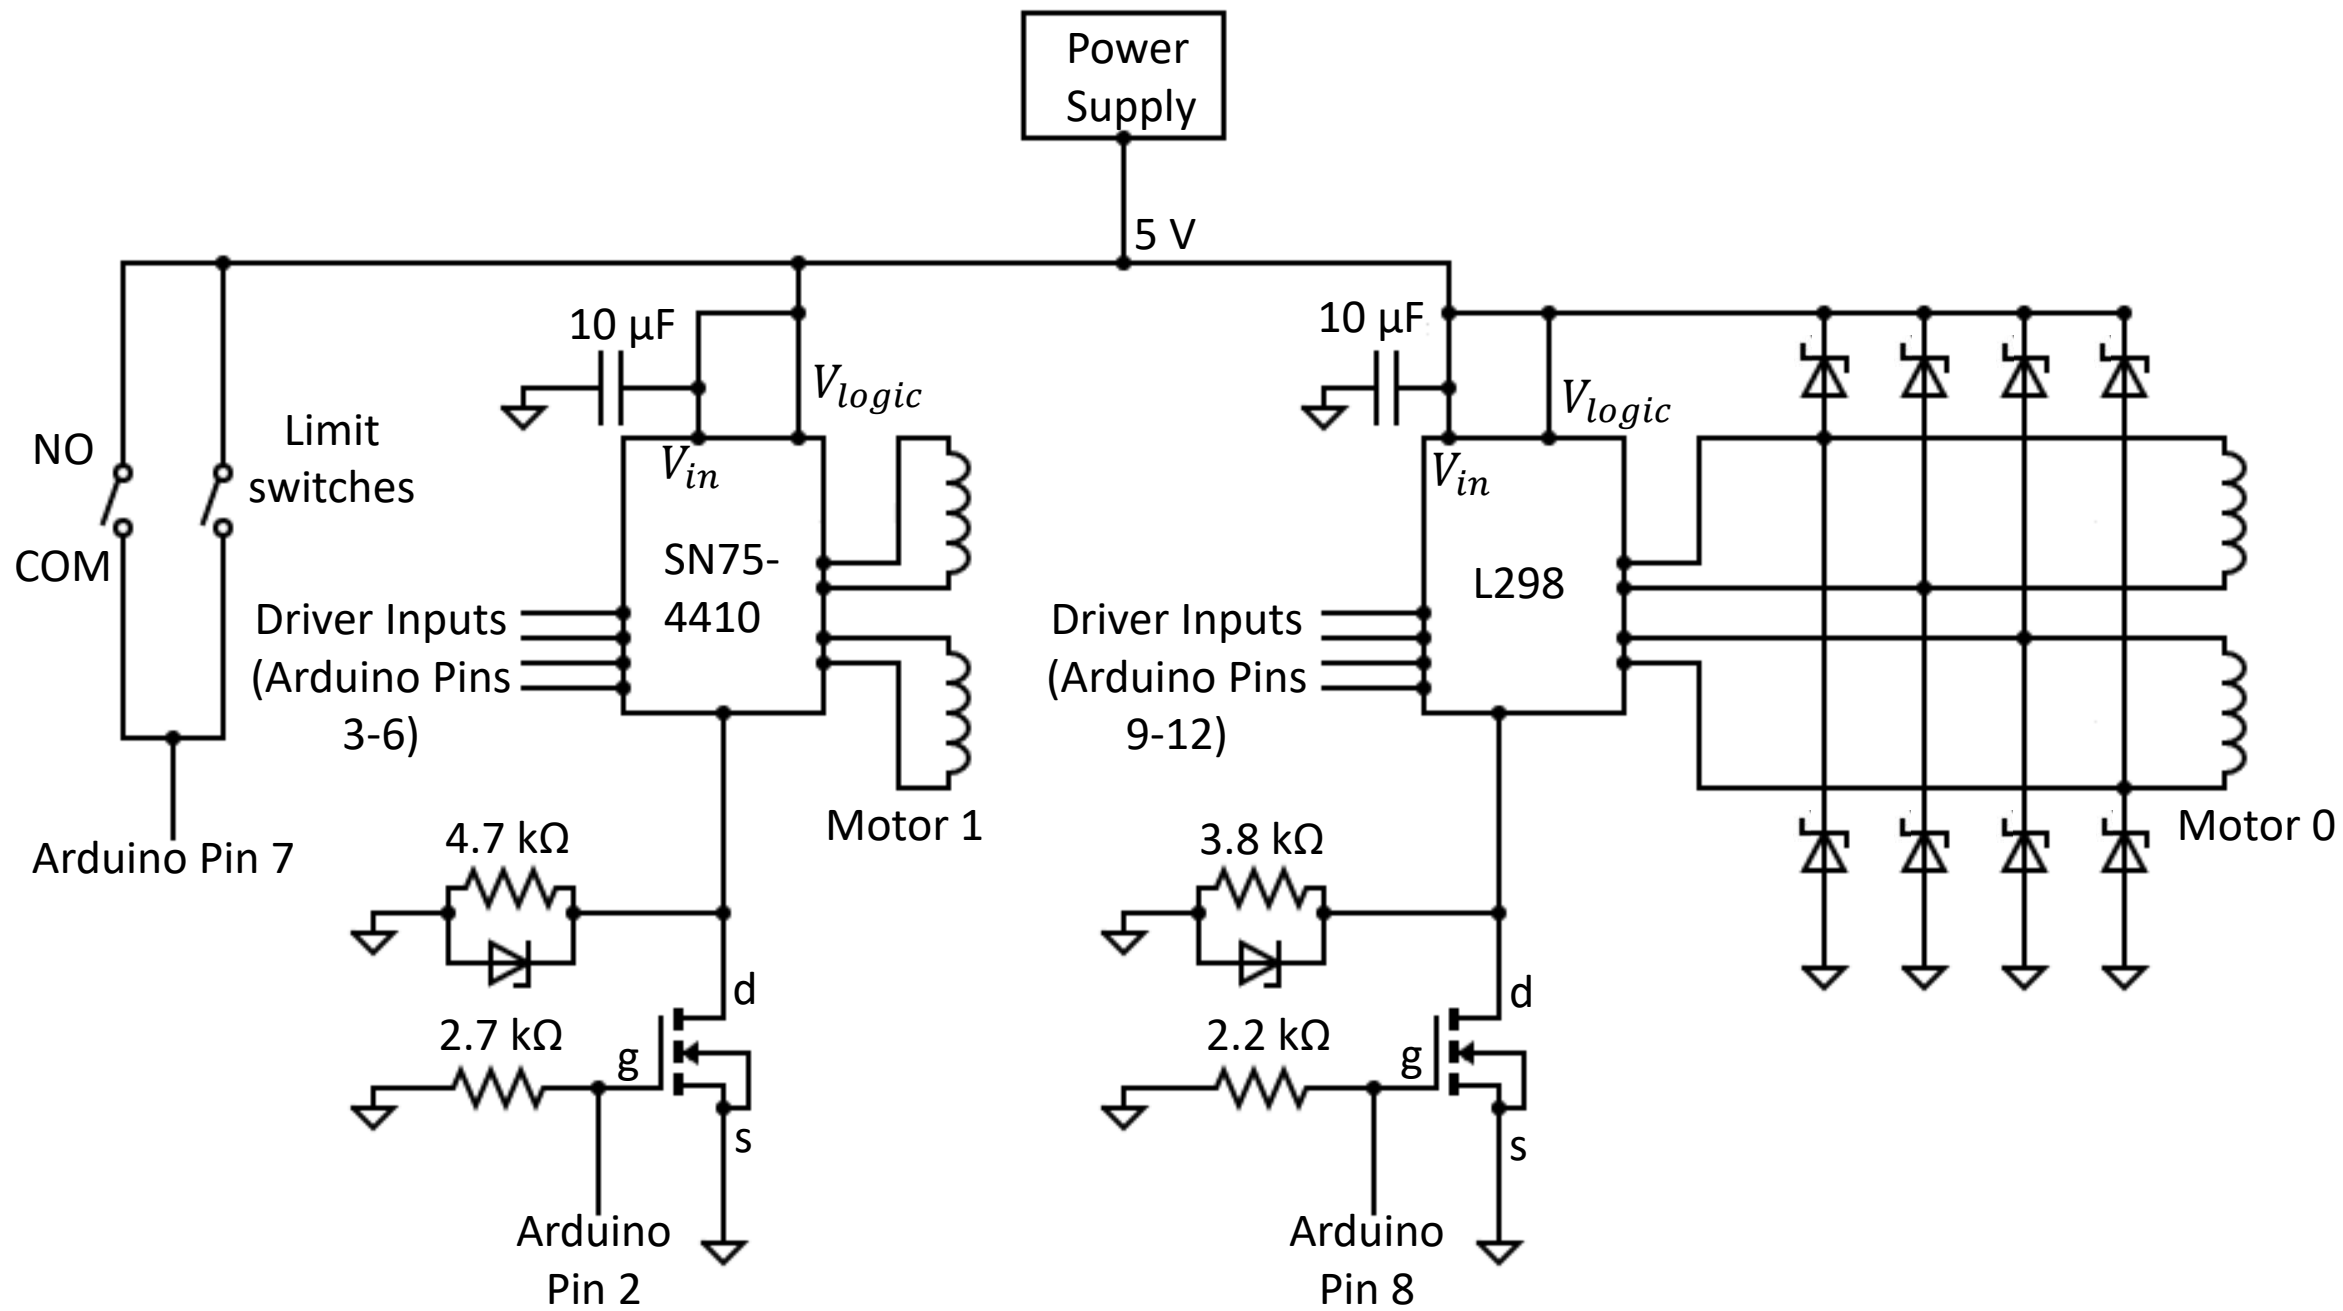 Power
Supply
5 V
10 µF
10 µF
V_logic
V_logic
NO
Limit
switches
V_in
V_in
COM
SN75-
4410
L298
Driver Inputs
(Arduino Pins
3-6)
Driver Inputs
(Arduino Pins
9-12)
Arduino Pin 7
Motor 1
Motor 0
4.7 kΩ
3.8 kΩ
d
d
2.7 kΩ
g
2.2 kΩ
g
s
s
Arduino
Pin 2
Arduino
Pin 8